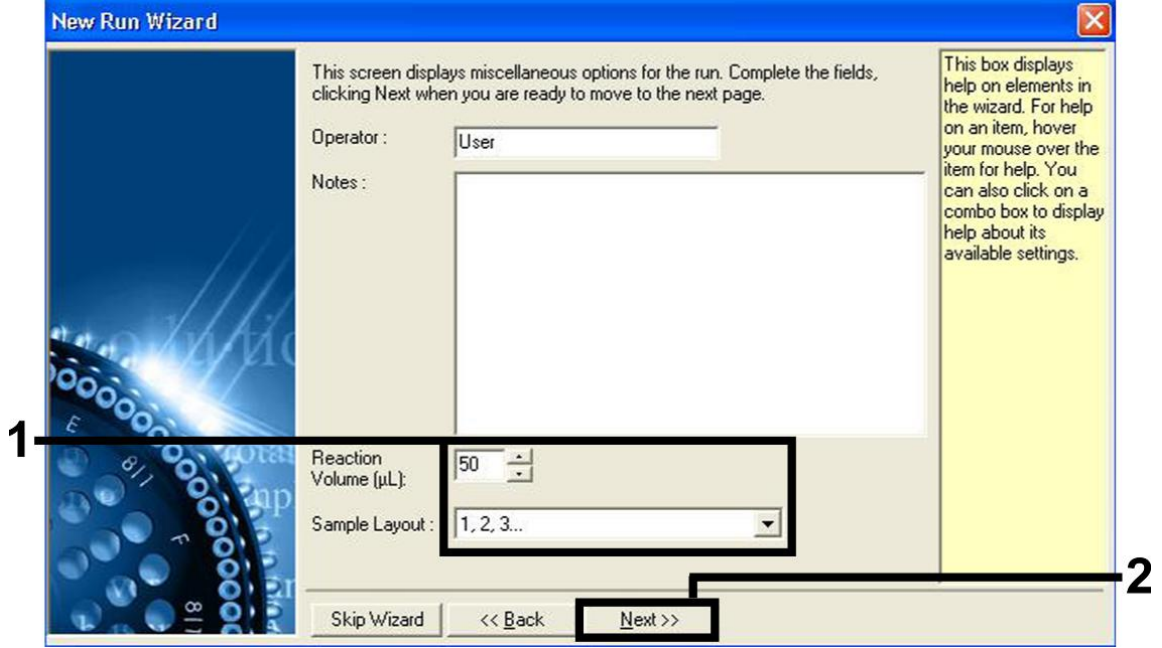 New Run Wizard
This screen displays miscellaneous options for the run. Complete the fields,
clicking Next when you are ready to move to the next page.
Operator :
User
Notes :
1
Reaction
Volume (µL):
50
Sample Layout :
1, 2, 3...
Skip Wizard
<< Back
Next >>
2
This box displays
help on elements in
the wizard. For help
on an item, hover
your mouse over the
item for help. You
can also click on a
combo box to display
help about its
available settings.
E
8/1
F
8/1